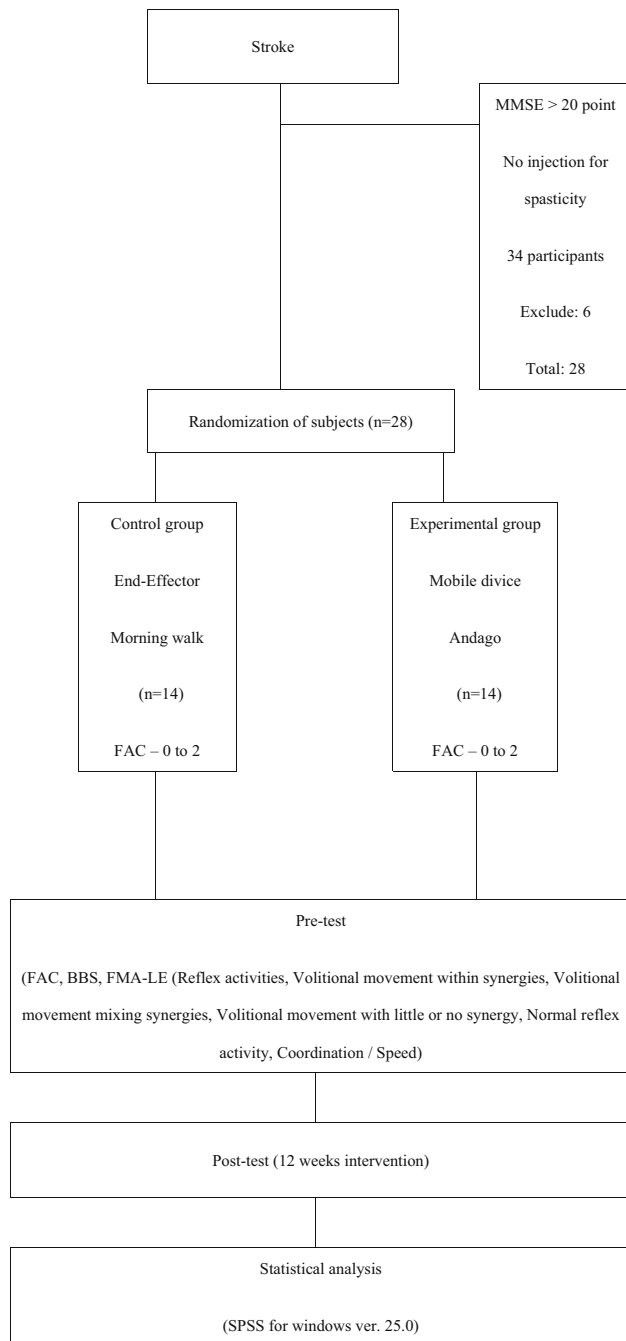 Stroke
MMSE > 20 point
No injection for
spasticity
34 participants
Exclude: 6
Total: 28
Randomization of subjects (n=28)
Control group
End-Effector
Morning walk
(n=14)
FAC – 0 to 2
Experimental group
Mobile divice
Andago
(n=14)
FAC – 0 to 2
Pre-test
(FAC, BBS, FMA-LE (Reflex activities, Volitional movement within synergies, Volitional
movement mixing synergies, Volitional movement with little or no synergy, Normal reflex
activity, Coordination / Speed)
Post-test (12 weeks intervention)
Statistical analysis
(SPSS for windows ver. 25.0)